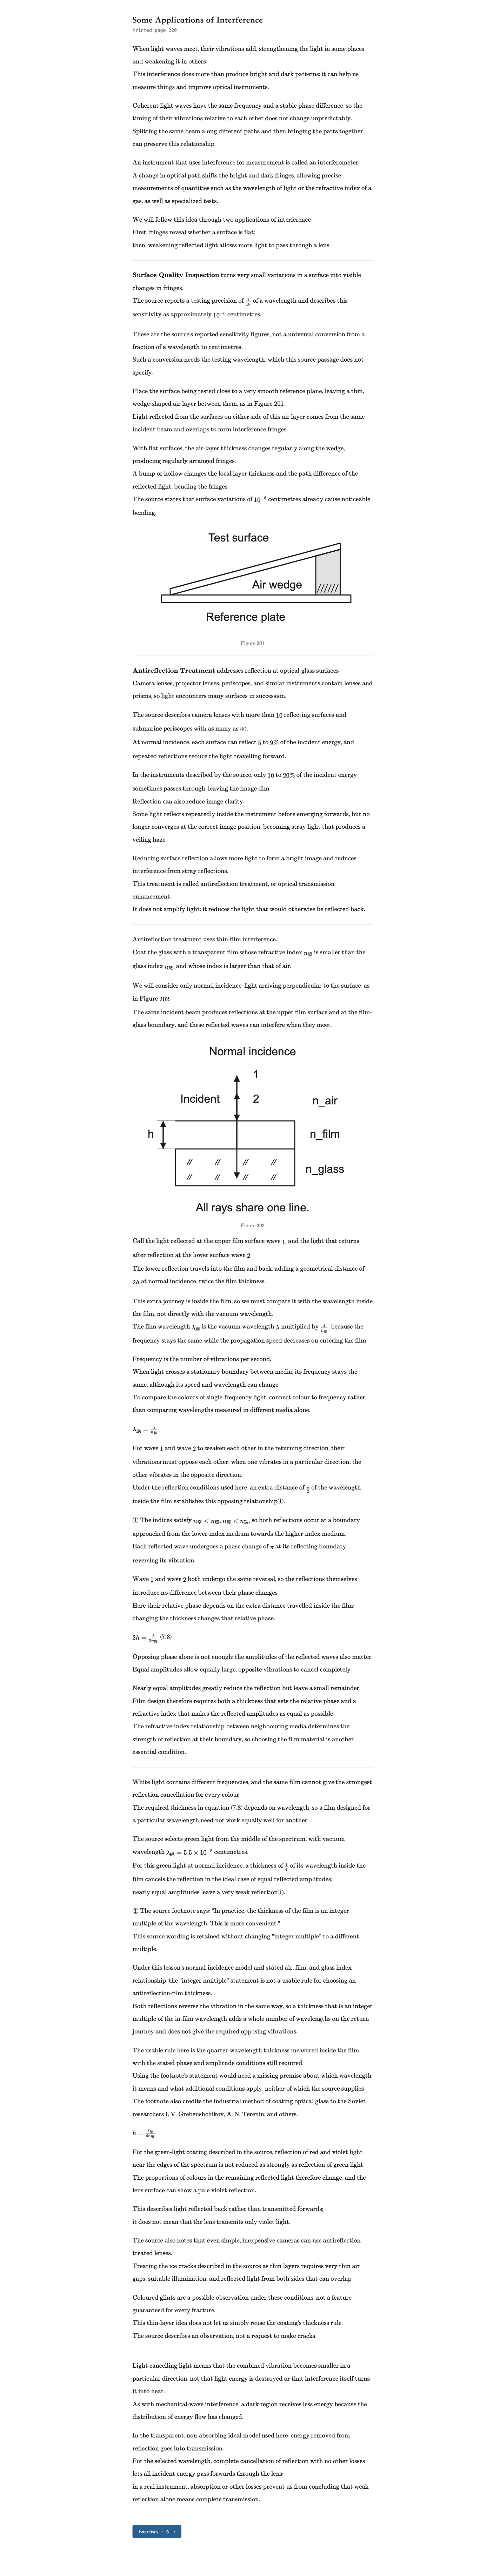 Some Applications of Interference
Printed page 220
When light waves meet, their vibrations add, strengthening the light in some places
and weakening it in others.
This interference does more than produce bright and dark patterns: it can help us
measure things and improve optical instruments.
Coherent light waves have the same frequency and a stable phase difference, so the
timing of their vibrations relative to each other does not change unpredictably.
Splitting the same beam along different paths and then bringing the parts together
can preserve this relationship.
An instrument that uses interference for measurement is called an interferometer.
A change in optical path shifts the bright and dark fringes, allowing precise
measurements of quantities such as the wavelength of light or the refractive index of a
gas, as well as specialized tests.
We will follow this idea through two applications of interference.
First, fringes reveal whether a surface is flat;
then, weakening reflected light allows more light to pass through a lens.
Surface Quality Inspection turns very small variations in a surface into visible
changes in fringes.
The source reports a testing precision of 1/10 of a wavelength and describes this
sensitivity as approximately 10⁻⁶ centimetres.
These are the source's reported sensitivity figures, not a universal conversion from a
fraction of a wavelength to centimetres.
Such a conversion needs the testing wavelength, which this source passage does not
specify.
Place the surface being tested close to a very smooth reference plane, leaving a thin,
wedge-shaped air layer between them, as in Figure 201.
Light reflected from the surfaces on either side of this air layer comes from the same
incident beam and overlaps to form interference fringes.
With flat surfaces, the air-layer thickness changes regularly along the wedge,
producing regularly arranged fringes.
A bump or hollow changes the local layer thickness and the path difference of the
reflected light, bending the fringes.
The source states that surface variations of 10⁻⁶ centimetres already cause noticeable
bending.
Test surface
Air wedge
Reference plate
Figure 201
Antireflection Treatment addresses reflection at optical-glass surfaces.
Camera lenses, projector lenses, periscopes, and similar instruments contain lenses and
prisms, so light encounters many surfaces in succession.
The source describes camera lenses with more than 10 reflecting surfaces and
submarine periscopes with as many as 40.
At normal incidence, each surface can reflect 5 to 9% of the incident energy, and
repeated reflections reduce the light travelling forward.
In the instruments described by the source, only 10 to 20% of the incident energy
sometimes passes through, leaving the image dim.
Reflection can also reduce image clarity.
Some light reflects repeatedly inside the instrument before emerging forwards, but no
longer converges at the correct image position, becoming stray light that produces a
veiling haze.
Reducing surface reflection allows more light to form a bright image and reduces
interference from stray reflections.
This treatment is called antireflection treatment, or optical transmission
enhancement.
It does not amplify light: it reduces the light that would otherwise be reflected back.
Antireflection treatment uses thin-film interference.
Coat the glass with a transparent film whose refractive index n膜 is smaller than the
glass index n玻, and whose index is larger than that of air.
We will consider only normal incidence: light arriving perpendicular to the surface, as
in Figure 202.
The same incident beam produces reflections at the upper film surface and at the film-
glass boundary, and these reflected waves can interfere when they meet.
Normal incidence
1
Incident 2 n_air
h n_film
n_glass
All rays share one line.
Figure 202
Call the light reflected at the upper film surface wave 1, and the light that returns
after reflection at the lower surface wave 2.
The lower reflection travels into the film and back, adding a geometrical distance of
2h at normal incidence, twice the film thickness.
This extra journey is inside the film, so we must compare it with the wavelength inside
the film, not directly with the vacuum wavelength.
The film wavelength λ膜 is the vacuum wavelength λ multiplied by 1/n膜, because the
frequency stays the same while the propagation speed decreases on entering the film.
Frequency is the number of vibrations per second.
When light crosses a stationary boundary between media, its frequency stays the
same, although its speed and wavelength can change.
To compare the colours of single-frequency light, connect colour to frequency rather
than comparing wavelengths measured in different media alone.
λ膜 = λ/n膜
For wave 1 and wave 2 to weaken each other in the returning direction, their
vibrations must oppose each other: when one vibrates in a particular direction, the
other vibrates in the opposite direction.
Under the reflection conditions used here, an extra distance of 1/2 of the wavelength
inside the film establishes this opposing relationship①.
① The indices satisfy n空 < n膜, n膜 < n玻, so both reflections occur at a boundary
approached from the lower-index medium towards the higher-index medium.
Each reflected wave undergoes a phase change of π at its reflecting boundary,
reversing its vibration.
Wave 1 and wave 2 both undergo the same reversal, so the reflections themselves
introduce no difference between their phase changes.
Here their relative phase depends on the extra distance travelled inside the film;
changing the thickness changes that relative phase.
2h = λ/2n膜 (7.8)
Opposing phase alone is not enough: the amplitudes of the reflected waves also matter.
Equal amplitudes allow equally large, opposite vibrations to cancel completely.
Nearly equal amplitudes greatly reduce the reflection but leave a small remainder.
Film design therefore requires both a thickness that sets the relative phase and a
refractive index that makes the reflected amplitudes as equal as possible.
The refractive-index relationship between neighbouring media determines the
strength of reflection at their boundary, so choosing the film material is another
essential condition.
White light contains different frequencies, and the same film cannot give the strongest
reflection cancellation for every colour.
The required thickness in equation (7.8) depends on wavelength, so a film designed for
a particular wavelength need not work equally well for another.
The source selects green light from the middle of the spectrum, with vacuum
wavelength λ绿 = 5.5 × 10⁻⁵ centimetres.
For this green light at normal incidence, a thickness of 1/4 of its wavelength inside the
film cancels the reflection in the ideal case of equal reflected amplitudes;
nearly equal amplitudes leave a very weak reflection①.
① The source footnote says: "In practice, the thickness of the film is an integer
multiple of the wavelength. This is more convenient."
This source wording is retained without changing "integer multiple" to a different
multiple.
Under this lesson's normal-incidence model and stated air, film, and glass index
relationship, the "integer multiple" statement is not a usable rule for choosing an
antireflection-film thickness.
Both reflections reverse the vibration in the same way, so a thickness that is an integer
multiple of the in-film wavelength adds a whole number of wavelengths on the return
journey and does not give the required opposing vibrations.
The usable rule here is the quarter-wavelength thickness measured inside the film,
with the stated phase and amplitude conditions still required.
Using the footnote's statement would need a missing premise about which wavelength
it means and what additional conditions apply, neither of which the source supplies.
The footnote also credits the industrial method of coating optical glass to the Soviet
researchers I. V. Grebenshchikov, A. N. Terenin, and others.
h = λ绿/4n膜
For the green-light coating described in the source, reflection of red and violet light
near the edges of the spectrum is not reduced as strongly as reflection of green light.
The proportions of colours in the remaining reflected light therefore change, and the
lens surface can show a pale violet reflection.
This describes light reflected back rather than transmitted forwards;
it does not mean that the lens transmits only violet light.
The source also notes that even simple, inexpensive cameras can use antireflection-
treated lenses.
Treating the ice cracks described in the source as thin layers requires very thin air
gaps, suitable illumination, and reflected light from both sides that can overlap.
Coloured glints are a possible observation under these conditions, not a feature
guaranteed for every fracture.
This thin-layer idea does not let us simply reuse the coating's thickness rule.
The source describes an observation, not a request to make cracks.
Light cancelling light means that the combined vibration becomes smaller in a
particular direction, not that light energy is destroyed or that interference itself turns
it into heat.
As with mechanical-wave interference, a dark region receives less energy because the
distribution of energy flow has changed.
In the transparent, non-absorbing ideal model used here, energy removed from
reflection goes into transmission.
For the selected wavelength, complete cancellation of reflection with no other losses
lets all incident energy pass forwards through the lens;
in a real instrument, absorption or other losses prevent us from concluding that weak
reflection alone means complete transmission.
Exercises · 6 →